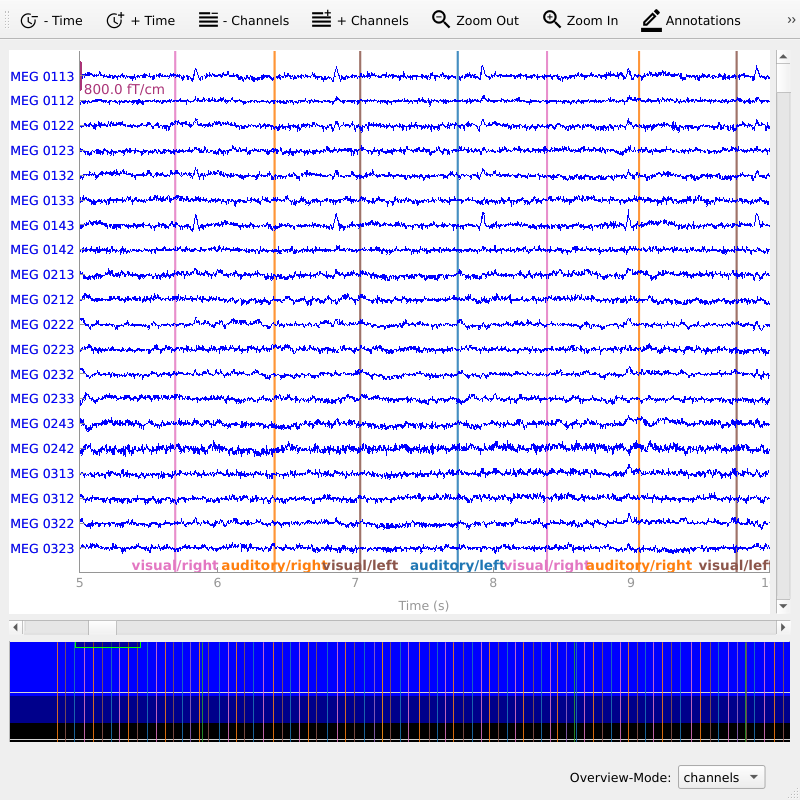 - Time + Time - Channels + Channels Zoom Out Zoom In Annotations »
MEG 0113
800.0 fT/cm
MEG 0112
MEG 0122
MEG 0123
MEG 0132
MEG 0133
MEG 0143
MEG 0142
MEG 0213
MEG 0212
MEG 0222
MEG 0223
MEG 0232
MEG 0233
MEG 0243
MEG 0242
MEG 0313
MEG 0312
MEG 0322
MEG 0323
visual/right auditory/right visual/left auditory/left visual/right auditory/right visual/left
5 6 7 8 9 1
Time (s)
Overview-Mode: channels